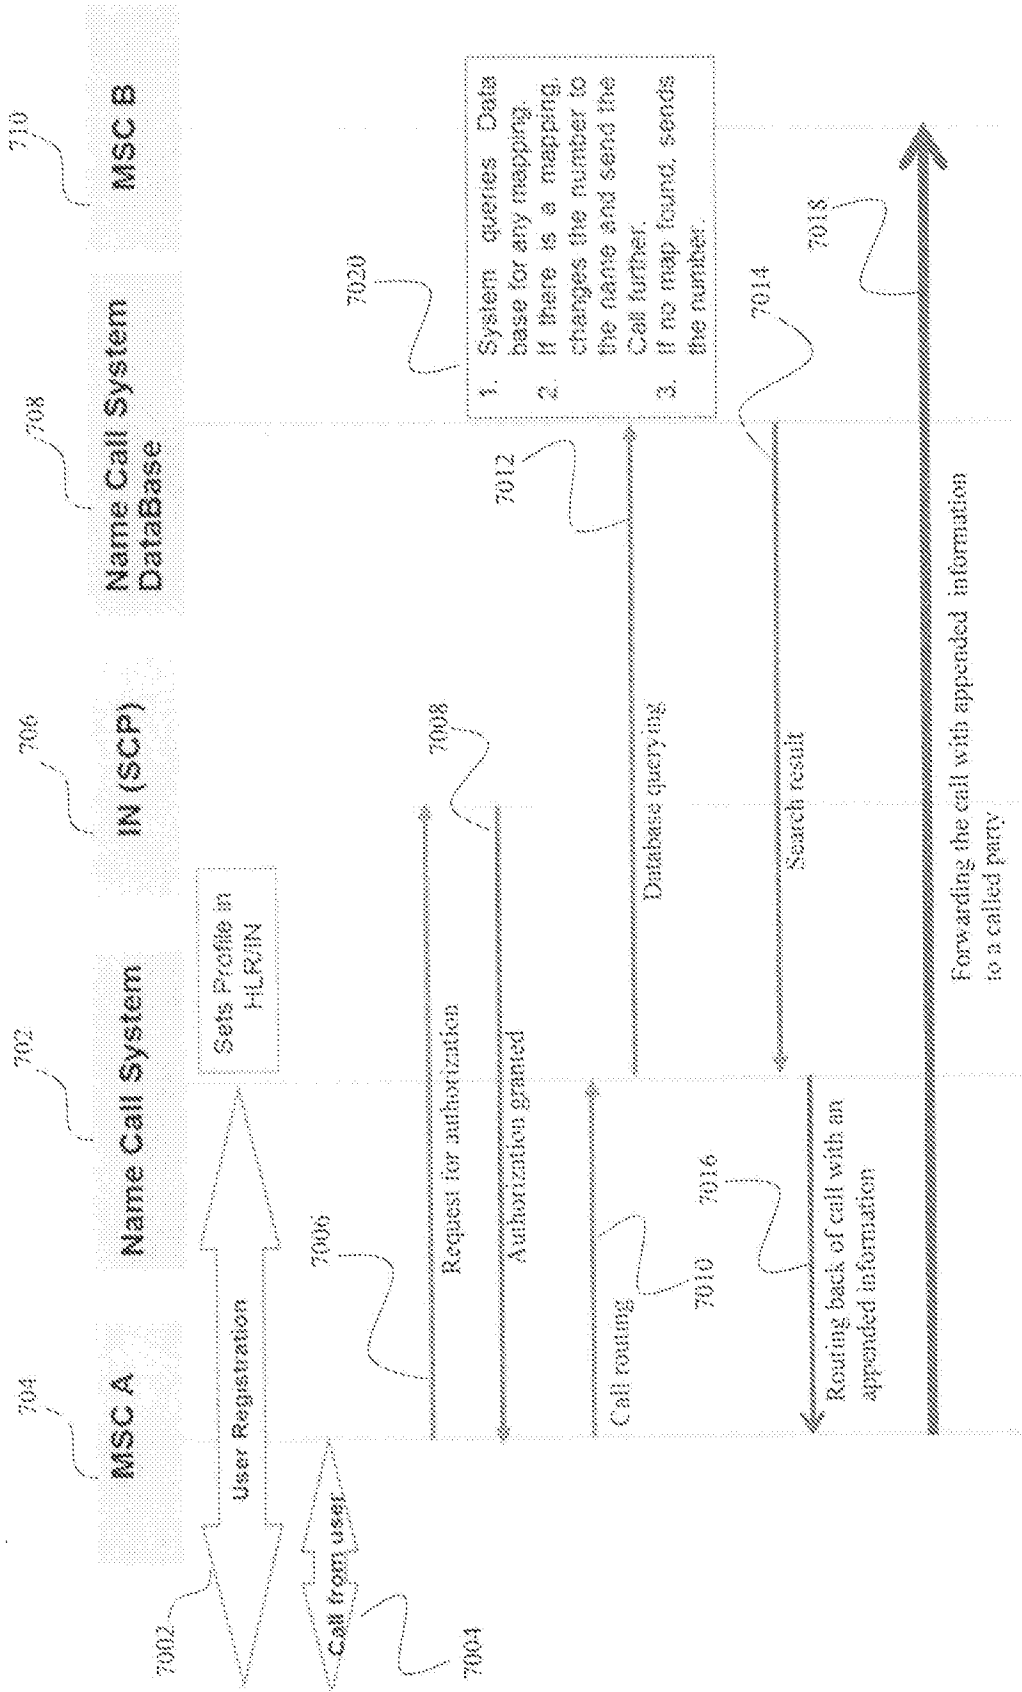 704
702
706
708
710
MSC A
Name Call System
IN (SCP)
Name Call System
DataBase
MSC B
7002
User Registration
Sets Profile in
HLR/IN
Call from user
7004
7006
Request for authorization
7008
Authorization granted
7020
1. System queries Data
base for any mapping.
2. If there is a mapping,
changes the number to
the name and send the
Call further.
3. If no map found, sends
the number.
Call routing
7010
7012
Database querying
7014
Search result
7016
Routing back of call with an
appended information
7018
Forwarding the call with appended information
to a called party